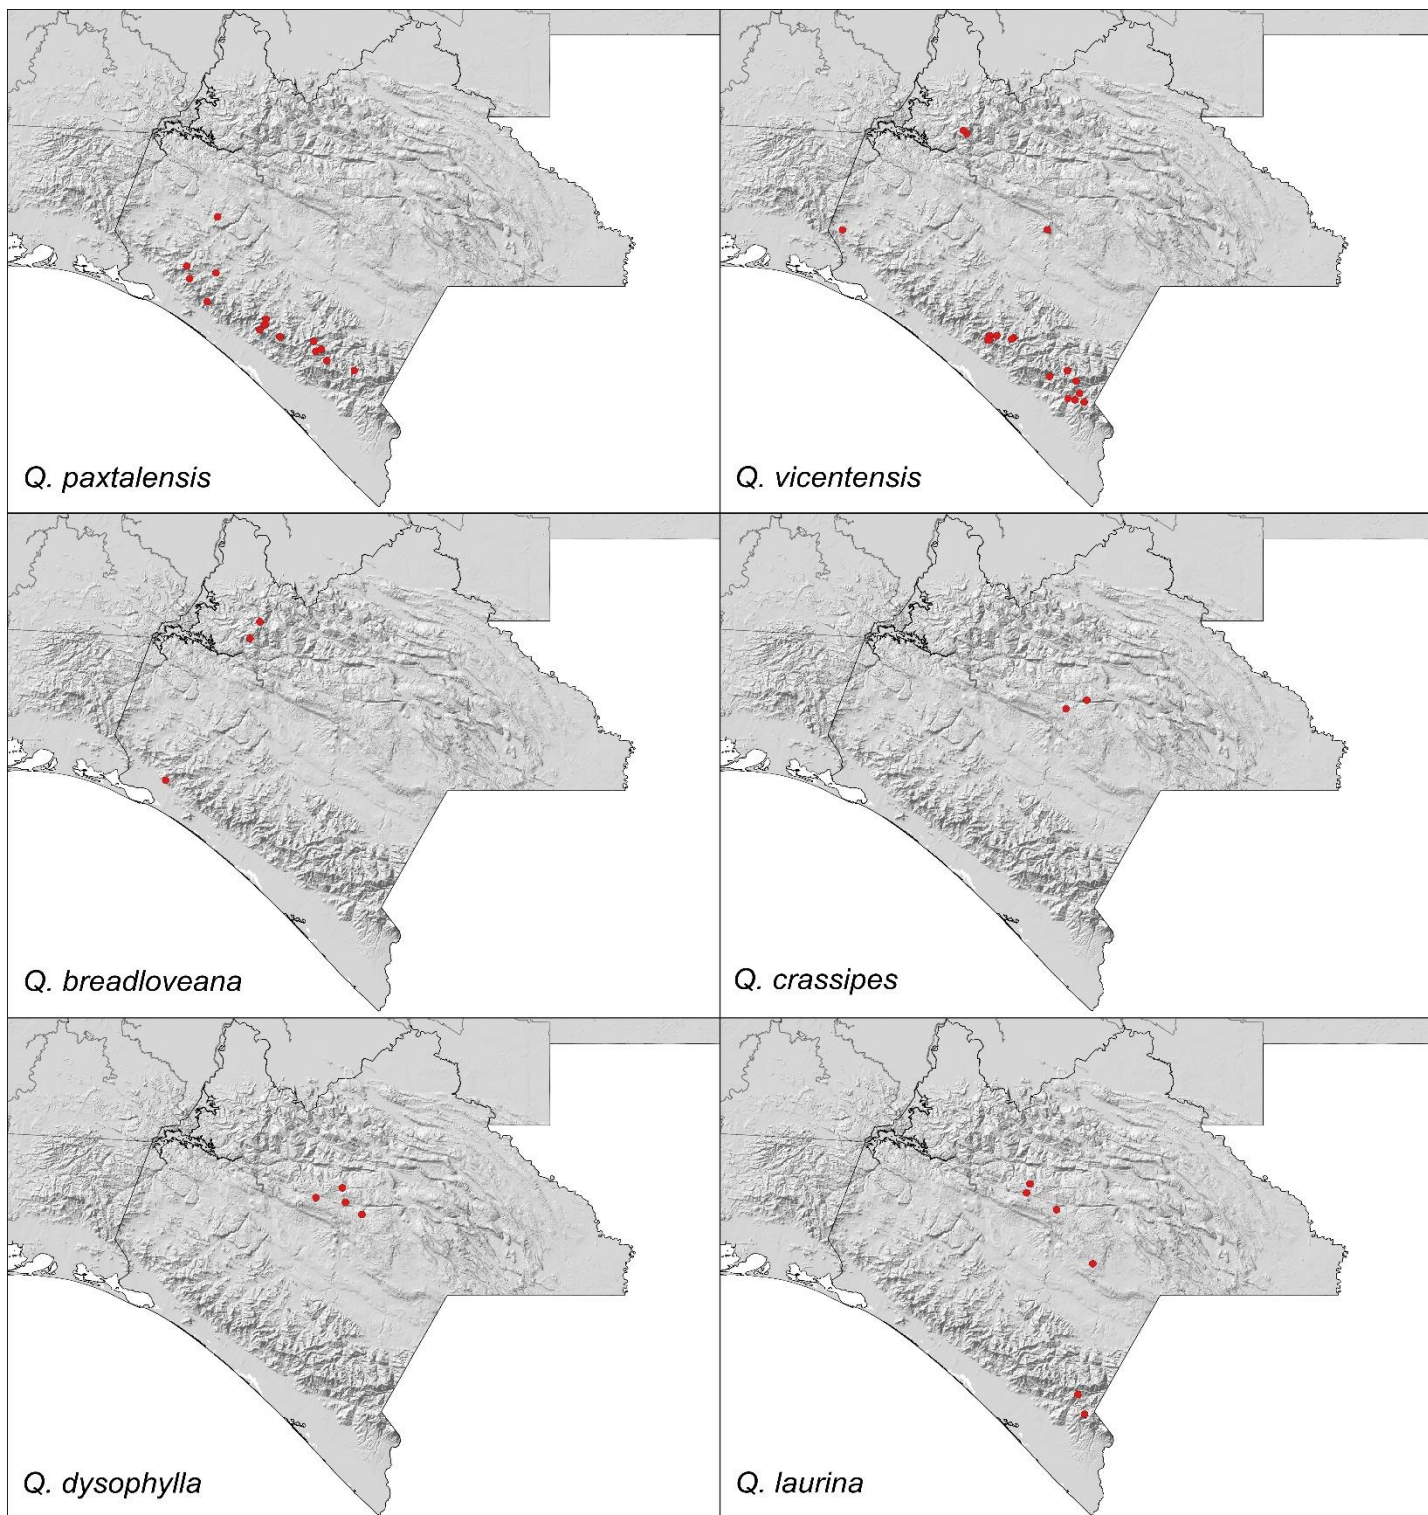 Q. paxtalensis
Q. vicentensis
Q. breadloveana
Q. crassipes
Q. dysophylla
Q. laurina